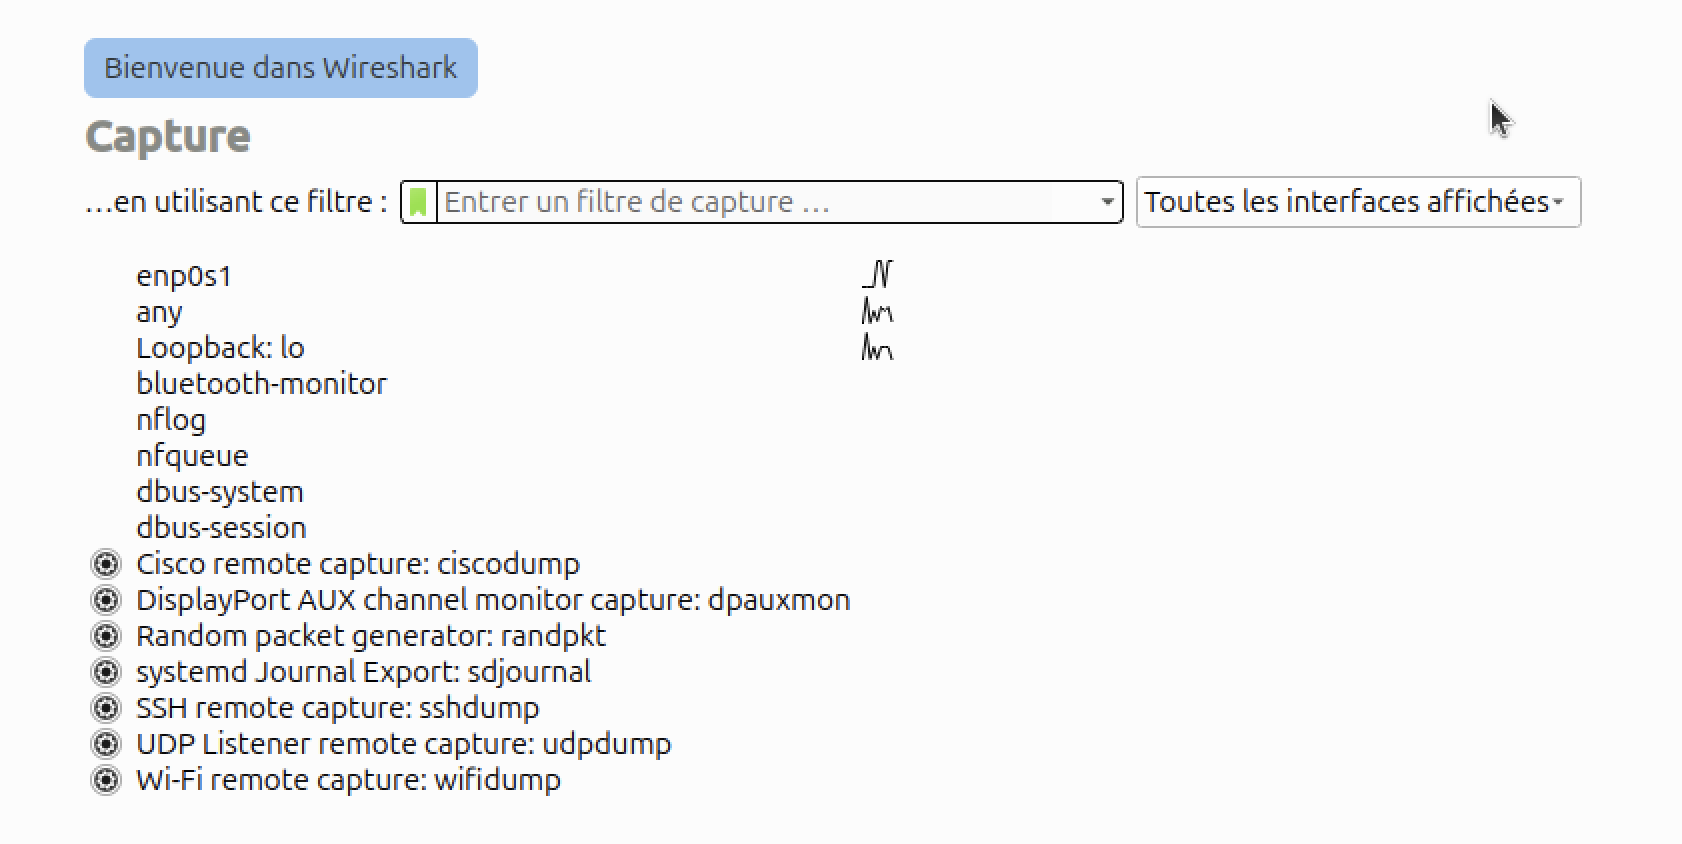 Bienvenue dans Wireshark
Capture
…en utilisant ce filtre : Entrer un filtre de capture … Toutes les interfaces affichées
enp0s1
any
Loopback: lo
bluetooth-monitor
nflog
nfqueue
dbus-system
dbus-session
Cisco remote capture: ciscodump
DisplayPort AUX channel monitor capture: dpauxmon
Random packet generator: randpkt
systemd Journal Export: sdjournal
SSH remote capture: sshdump
UDP Listener remote capture: udpdump
Wi-Fi remote capture: wifidump